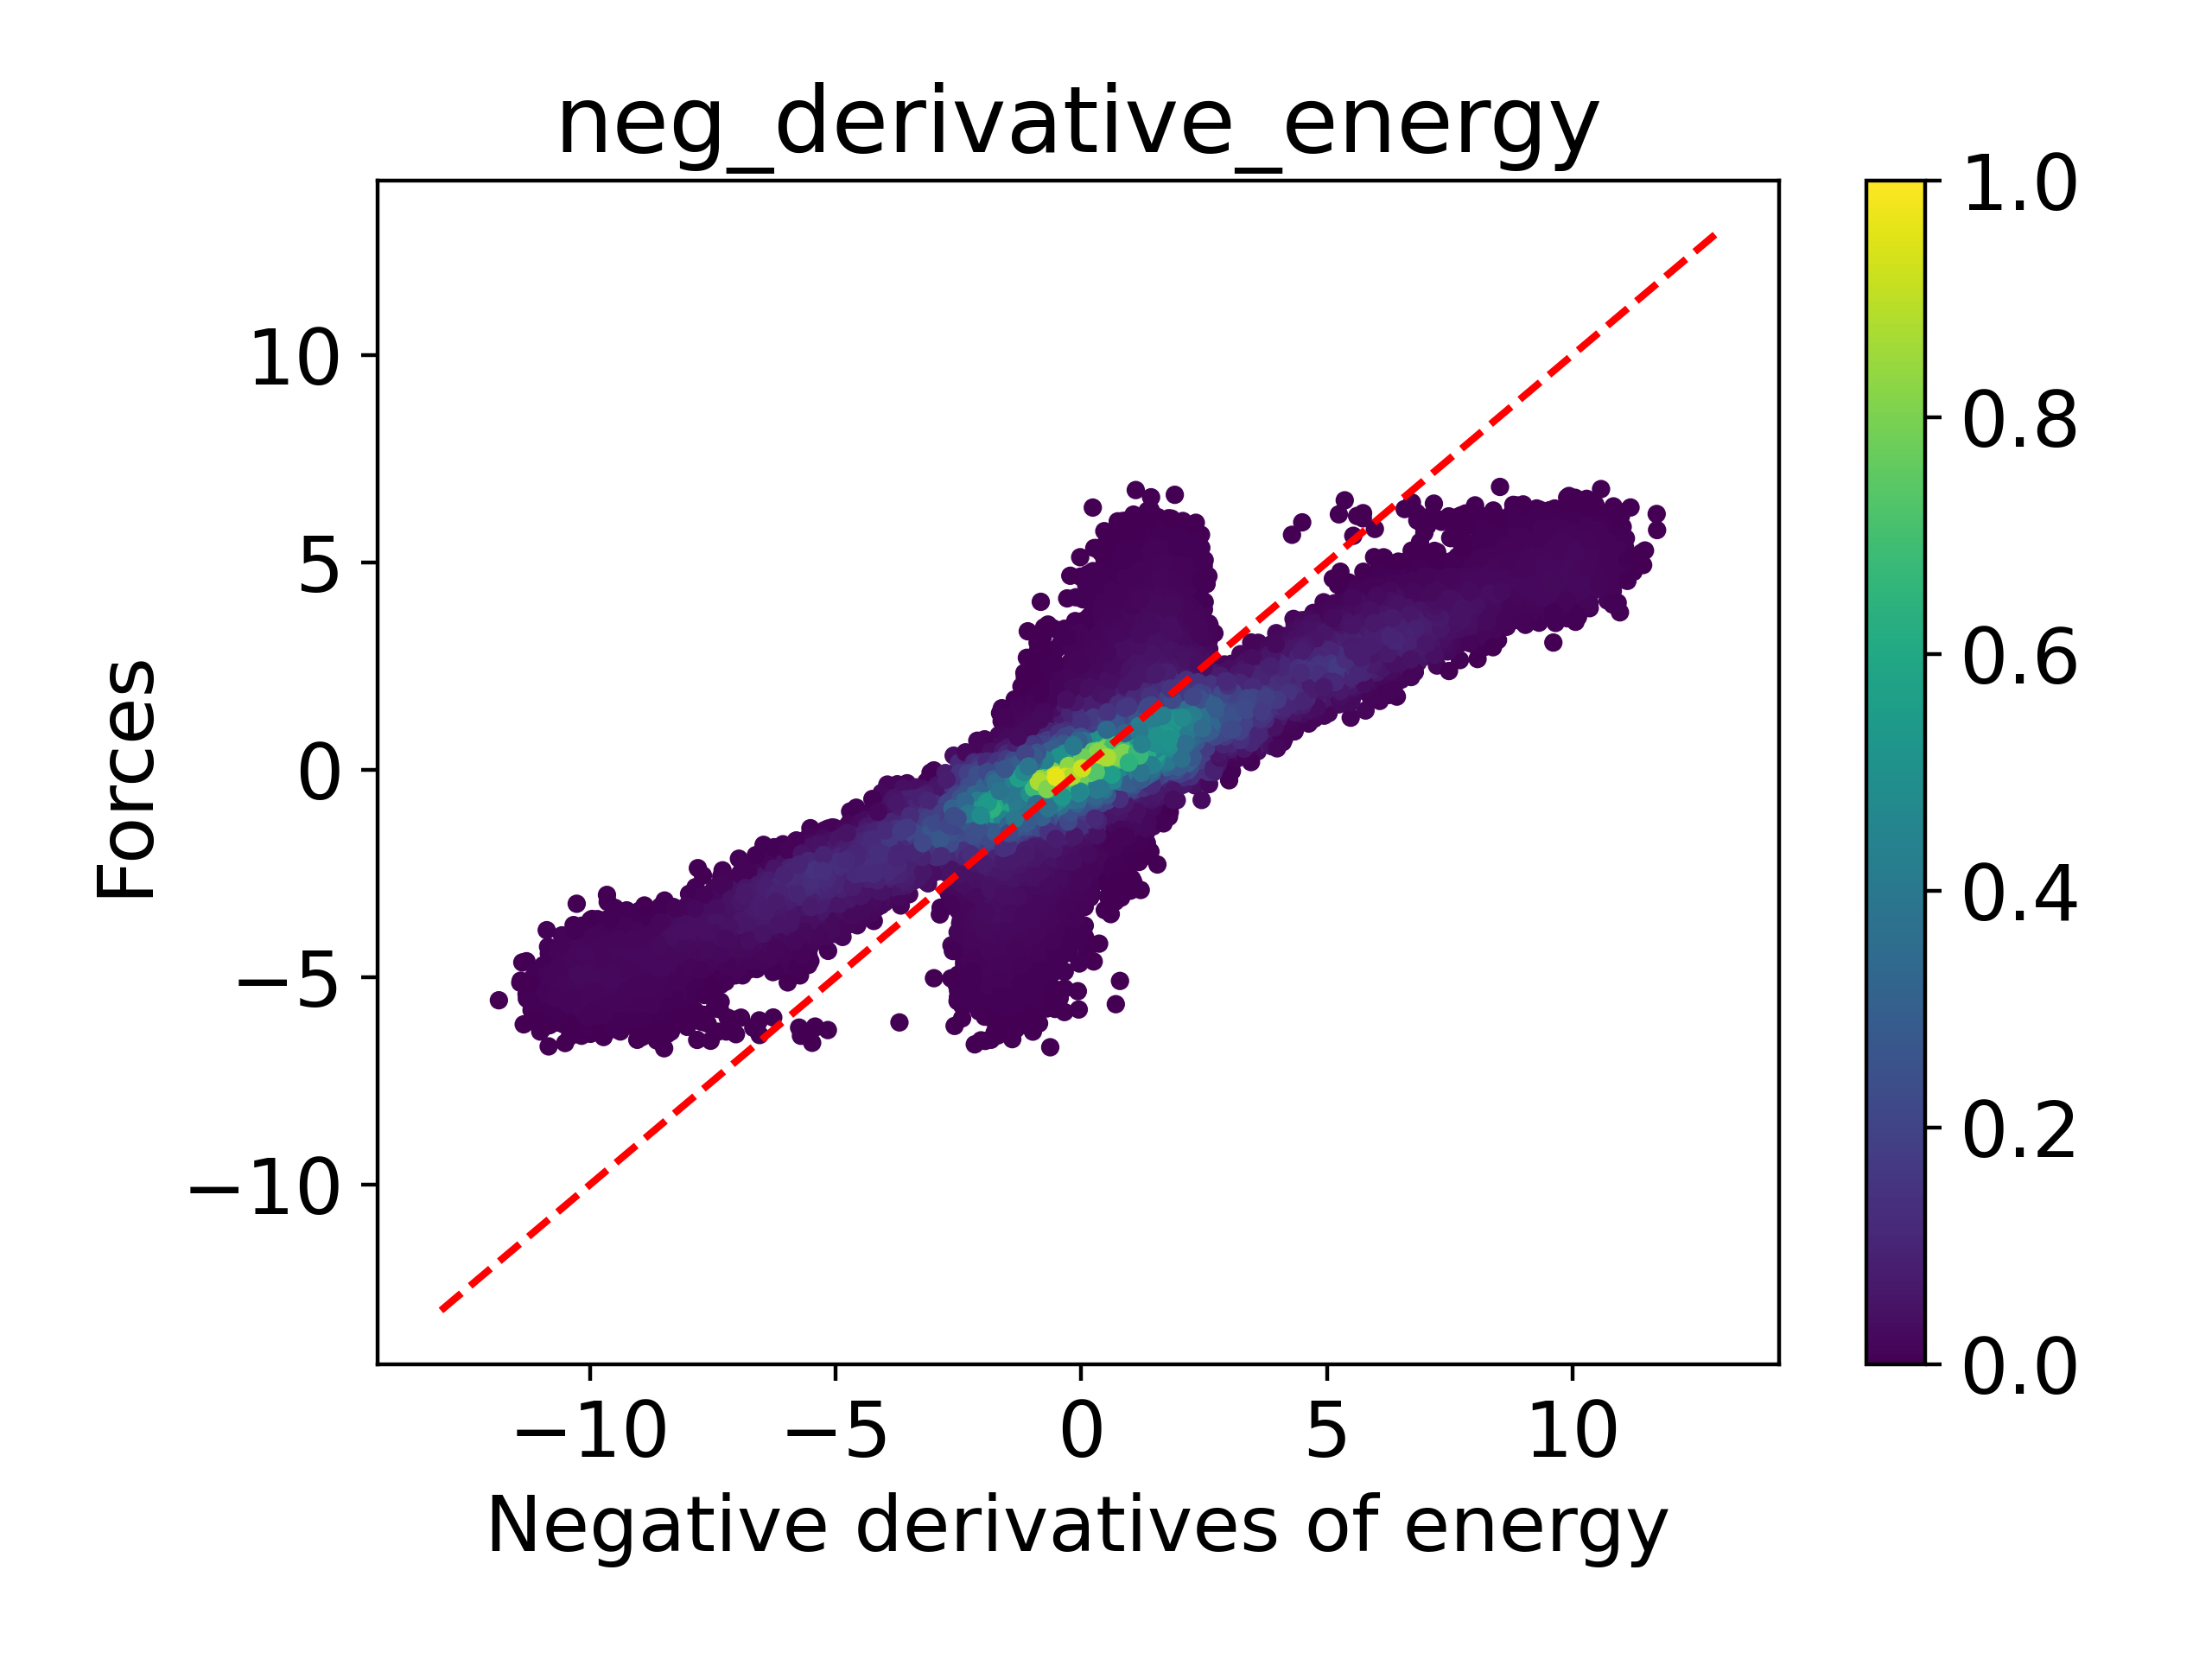 neg_derivative_energy
1.0
0.8
0.6
0.4
0.2
0.0
10
5
0
−5
−10
Forces
−10 −5 0 5 10
Negative derivatives of energy